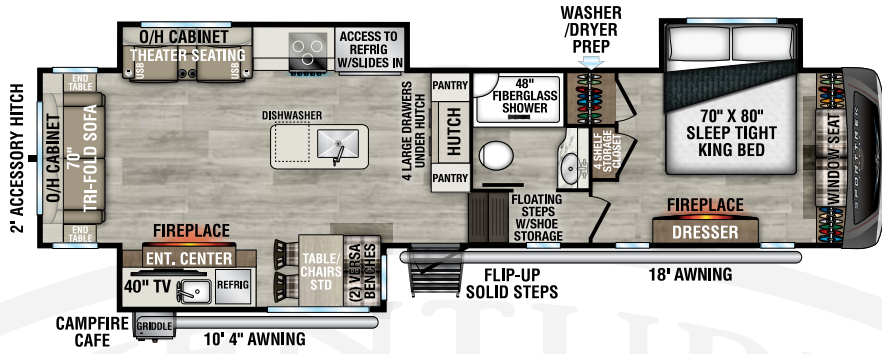 WASHER
/DRYER
PREP
O/H CABINET
THEATER SEATING
USB
USB
ACCESS TO
REFRIG
W/SLIDES IN
END
TABLE
2" ACCESSORY HITCH
O/H CABINET
70"
TRI-FOLD SOFA
END
TABLE
DISHWASHER
4 LARGE DRAWERS
UNDER HUTCH
PANTRY
HUTCH
PANTRY
48"
FIBERGLASS
SHOWER
4 SHELF
STORAGE
CLOSET
70" X 80"
SLEEP TIGHT
KING BED
WINDOW SEAT
SPORTTREK
FIREPLACE
ENT. CENTER
40" TV
REFRIG
TABLE/
CHAIRS
STD
(2) VERSA
BENCHES
FLOATING
STEPS
W/SHOE
STORAGE
FIREPLACE
DRESSER
FLIP-UP
SOLID STEPS
18' AWNING
CAMPFIRE
CAFE
GRIDDLE
10' 4" AWNING